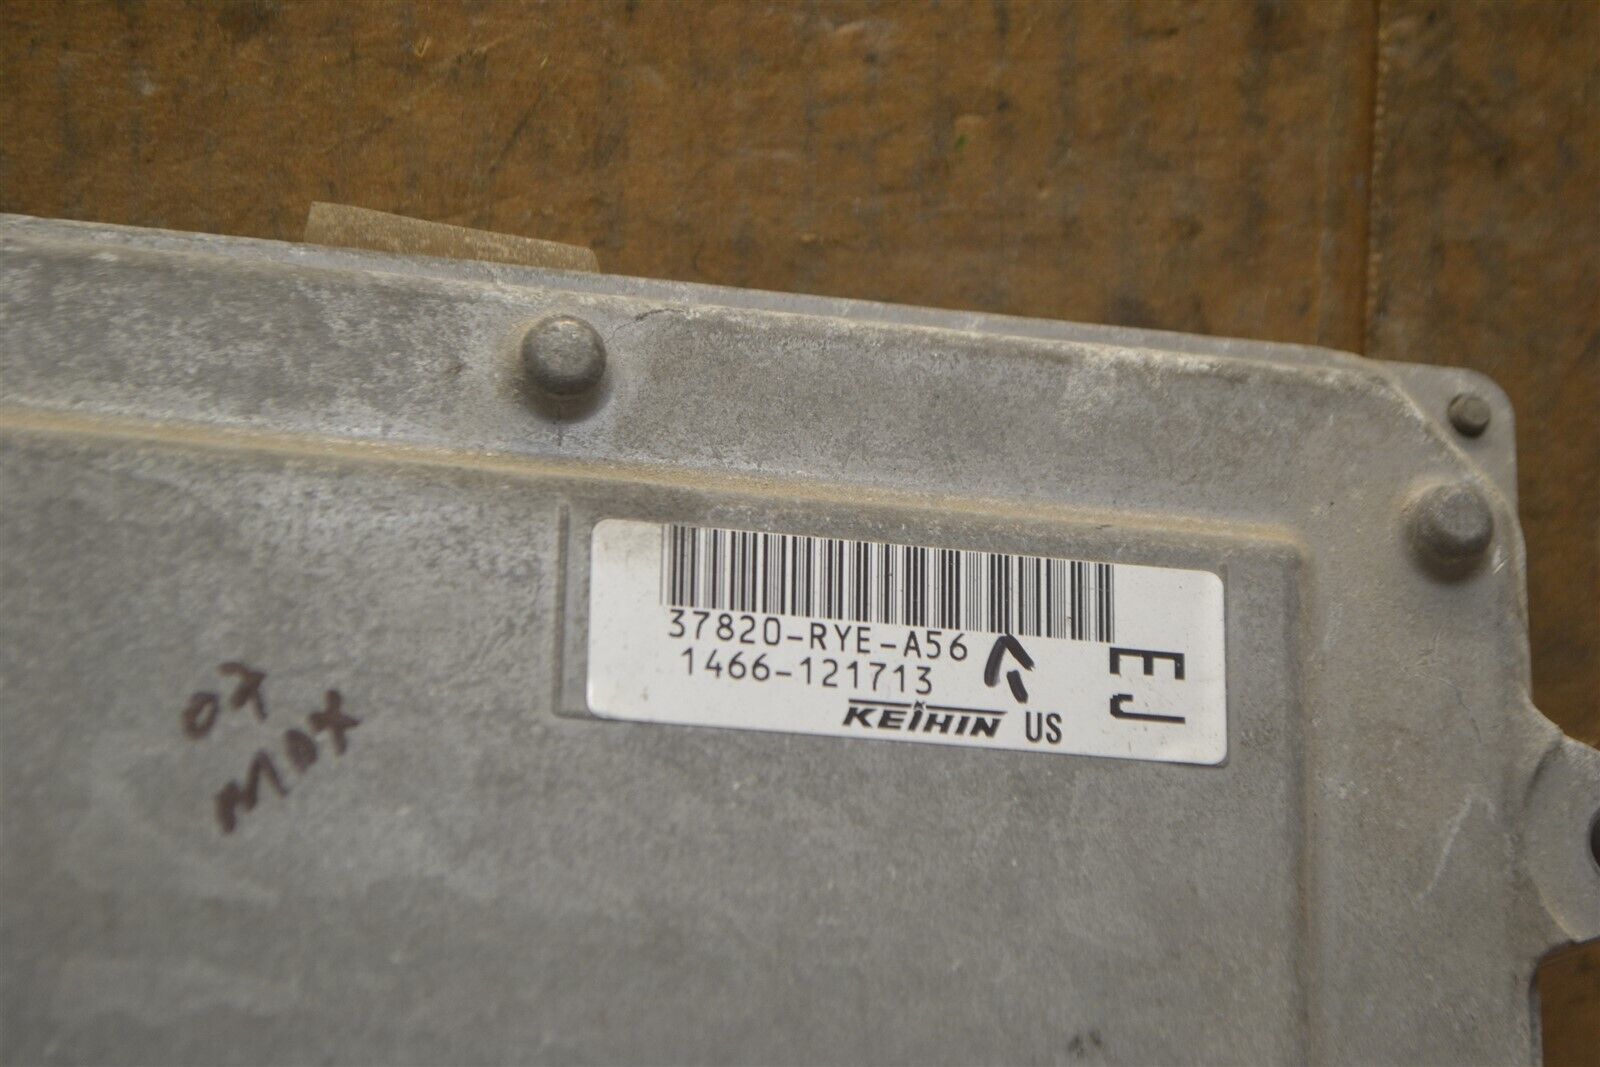 37820-RYE-A56
1466-121713
KEIHIN US
EJ
07
MDX